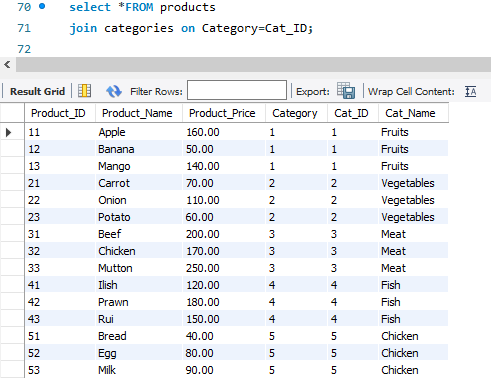 70 select *FROM products
71 join categories on Category=Cat_ID;
72
Result Grid Filter Rows: Export: Wrap Cell Content: IA
Product_ID Product_Name Product_Price Category Cat_ID Cat_Name
11 Apple 160.00 1 1 Fruits
12 Banana 50.00 1 1 Fruits
13 Mango 140.00 1 1 Fruits
21 Carrot 70.00 2 2 Vegetables
22 Onion 110.00 2 2 Vegetables
23 Potato 60.00 2 2 Vegetables
31 Beef 200.00 3 3 Meat
32 Chicken 170.00 3 3 Meat
33 Mutton 250.00 3 3 Meat
41 Ilish 120.00 4 4 Fish
42 Prawn 180.00 4 4 Fish
43 Rui 150.00 4 4 Fish
51 Bread 40.00 5 5 Chicken
52 Egg 80.00 5 5 Chicken
53 Milk 90.00 5 5 Chicken